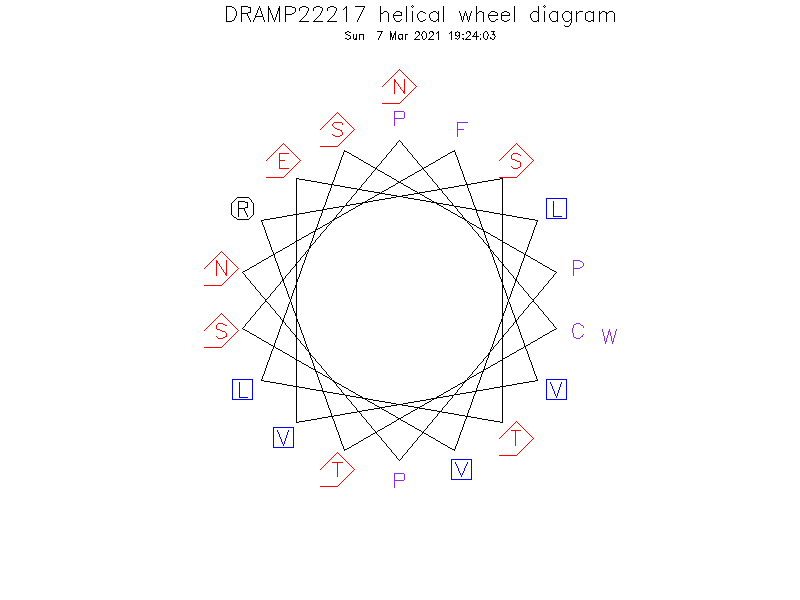 DRAMP22217 helical wheel diagram
Sun 7 Mar 2021 19:24:03
N
P
S F
E S
R L
N P
S C W
L V
V T
T V
P